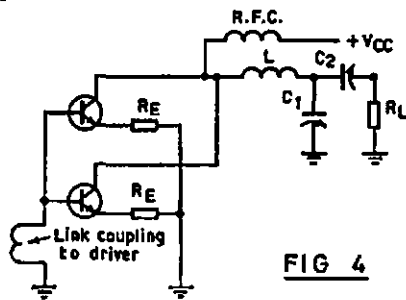 R.F.C.
+VCC
L
C2
C1
RL
RE
RE
Link coupling
to driver
FIG 4